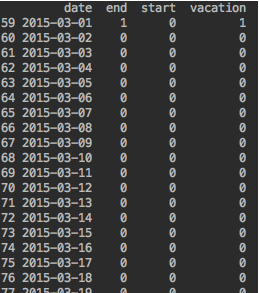 date end start vacation
59 2015-03-01 1 0 1
60 2015-03-02 0 0 0
61 2015-03-03 0 0 0
62 2015-03-04 0 0 0
63 2015-03-05 0 0 0
64 2015-03-06 0 0 0
65 2015-03-07 0 0 0
66 2015-03-08 0 0 0
67 2015-03-09 0 0 0
68 2015-03-10 0 0 0
69 2015-03-11 0 0 0
70 2015-03-12 0 0 0
71 2015-03-13 0 0 0
72 2015-03-14 0 0 0
73 2015-03-15 0 0 0
74 2015-03-16 0 0 0
75 2015-03-17 0 0 0
76 2015-03-18 0 0 0
77 2015-03-19 0 0 0